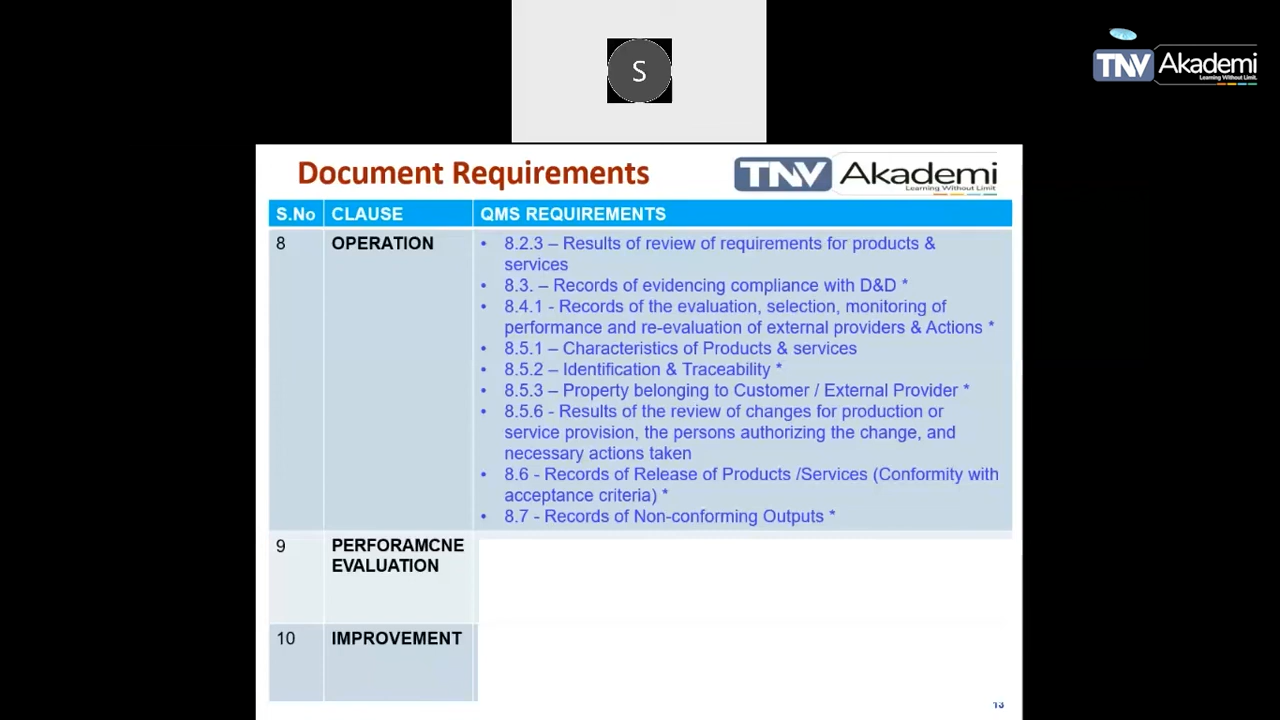 S
TNV Akademi
Learning Without Limit.
Document Requirements
TNV Akademi
Learning Without Limit
S.No CLAUSE QMS REQUIREMENTS
8 OPERATION
• 8.2.3 – Results of review of requirements for products &
services
• 8.3. – Records of evidencing compliance with D&D *
• 8.4.1 - Records of the evaluation, selection, monitoring of
performance and re-evaluation of external providers & Actions *
• 8.5.1 – Characteristics of Products & services
• 8.5.2 – Identification & Traceability *
• 8.5.3 – Property belonging to Customer / External Provider *
• 8.5.6 - Results of the review of changes for production or
service provision, the persons authorizing the change, and
necessary actions taken
• 8.6 - Records of Release of Products /Services (Conformity with
acceptance criteria) *
• 8.7 - Records of Non-conforming Outputs *
9 PERFORAMCNE
EVALUATION
10 IMPROVEMENT
13